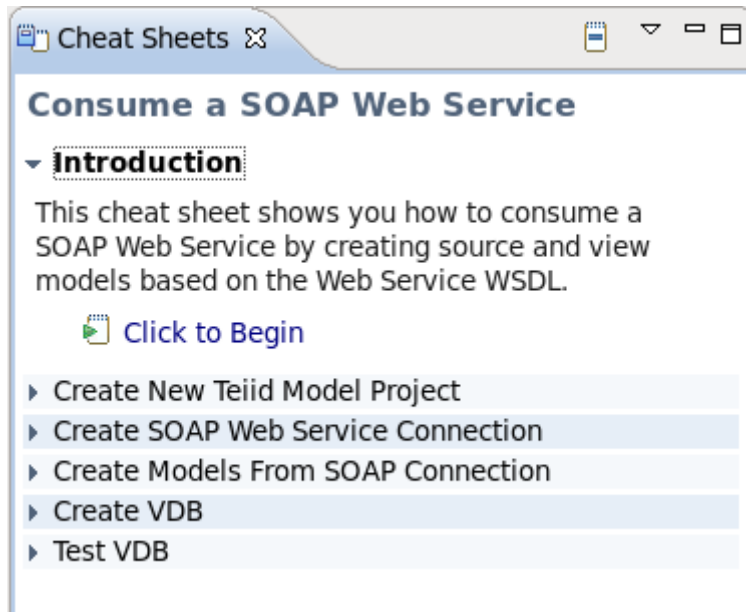 Cheat Sheets
Consume a SOAP Web Service
Introduction
This cheat sheet shows you how to consume a
SOAP Web Service by creating source and view
models based on the Web Service WSDL.
Click to Begin
Create New Teiid Model Project
Create SOAP Web Service Connection
Create Models From SOAP Connection
Create VDB
Test VDB